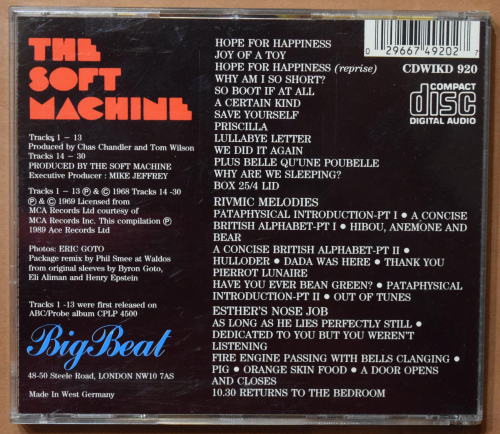 THE
SOFT
MACHINE
Tracks 1 – 13
Produced by Chas Chandler and Tom Wilson
Tracks 14 – 30
PRODUCED BY THE SOFT MACHINE
Executive Producer : MIKE JEFFREY
Tracks 1 – 13 Ⓟ & © 1968 Tracks 14 -30
Ⓟ & © 1969 Licensed from
MCA Records Ltd courtesy of
MCA Records Inc. This compilation Ⓟ
1989 Ace Records Ltd
Photos: ERIC GOTO
Package remix by Phil Smee at Waldos
from original sleeves by Byron Goto,
Eli Aliman and Henry Epstein
Tracks 1 -13 were first released on
ABC/Probe album CPLP 4500
Big Beat
48-50 Steele Road, LONDON NW10 7AS
Made in West Germany
HOPE FOR HAPPINESS
JOY OF A TOY
HOPE FOR HAPPINESS (reprise)
WHY AM I SO SHORT?
SO BOOT IF AT ALL
A CERTAIN KIND
SAVE YOURSELF
PRISCILLA
LULLABYE LETTER
WE DID IT AGAIN
PLUS BELLE QU'UNE POUBELLE
WHY ARE WE SLEEPING?
BOX 25/4 LID
RIVMIC MELODIES
PATAPHYSICAL INTRODUCTION-PT I ● A CONCISE
BRITISH ALPHABET-PT I ● HIBOU, ANEMONE AND
BEAR
A CONCISE BRITISH ALPHABET-PT II ●
HULLODER ● DADA WAS HERE ● THANK YOU
PIERROT LUNAIRE
HAVE YOU EVER BEAN GREEN? ● PATAPHYSICAL
INTRODUCTION-PT II ● OUT OF TUNES
ESTHER'S NOSE JOB
AS LONG AS HE LIES PERFECTLY STILL ●
DEDICATED TO YOU BUT YOU WEREN'T
LISTENING
FIRE ENGINE PASSING WITH BELLS CLANGING ●
PIG ● ORANGE SKIN FOOD ● A DOOR OPENS
AND CLOSES
10.30 RETURNS TO THE BEDROOM
0 29667 49202 7
CDWIKD 920
COMPACT
disc
DIGITAL AUDIO